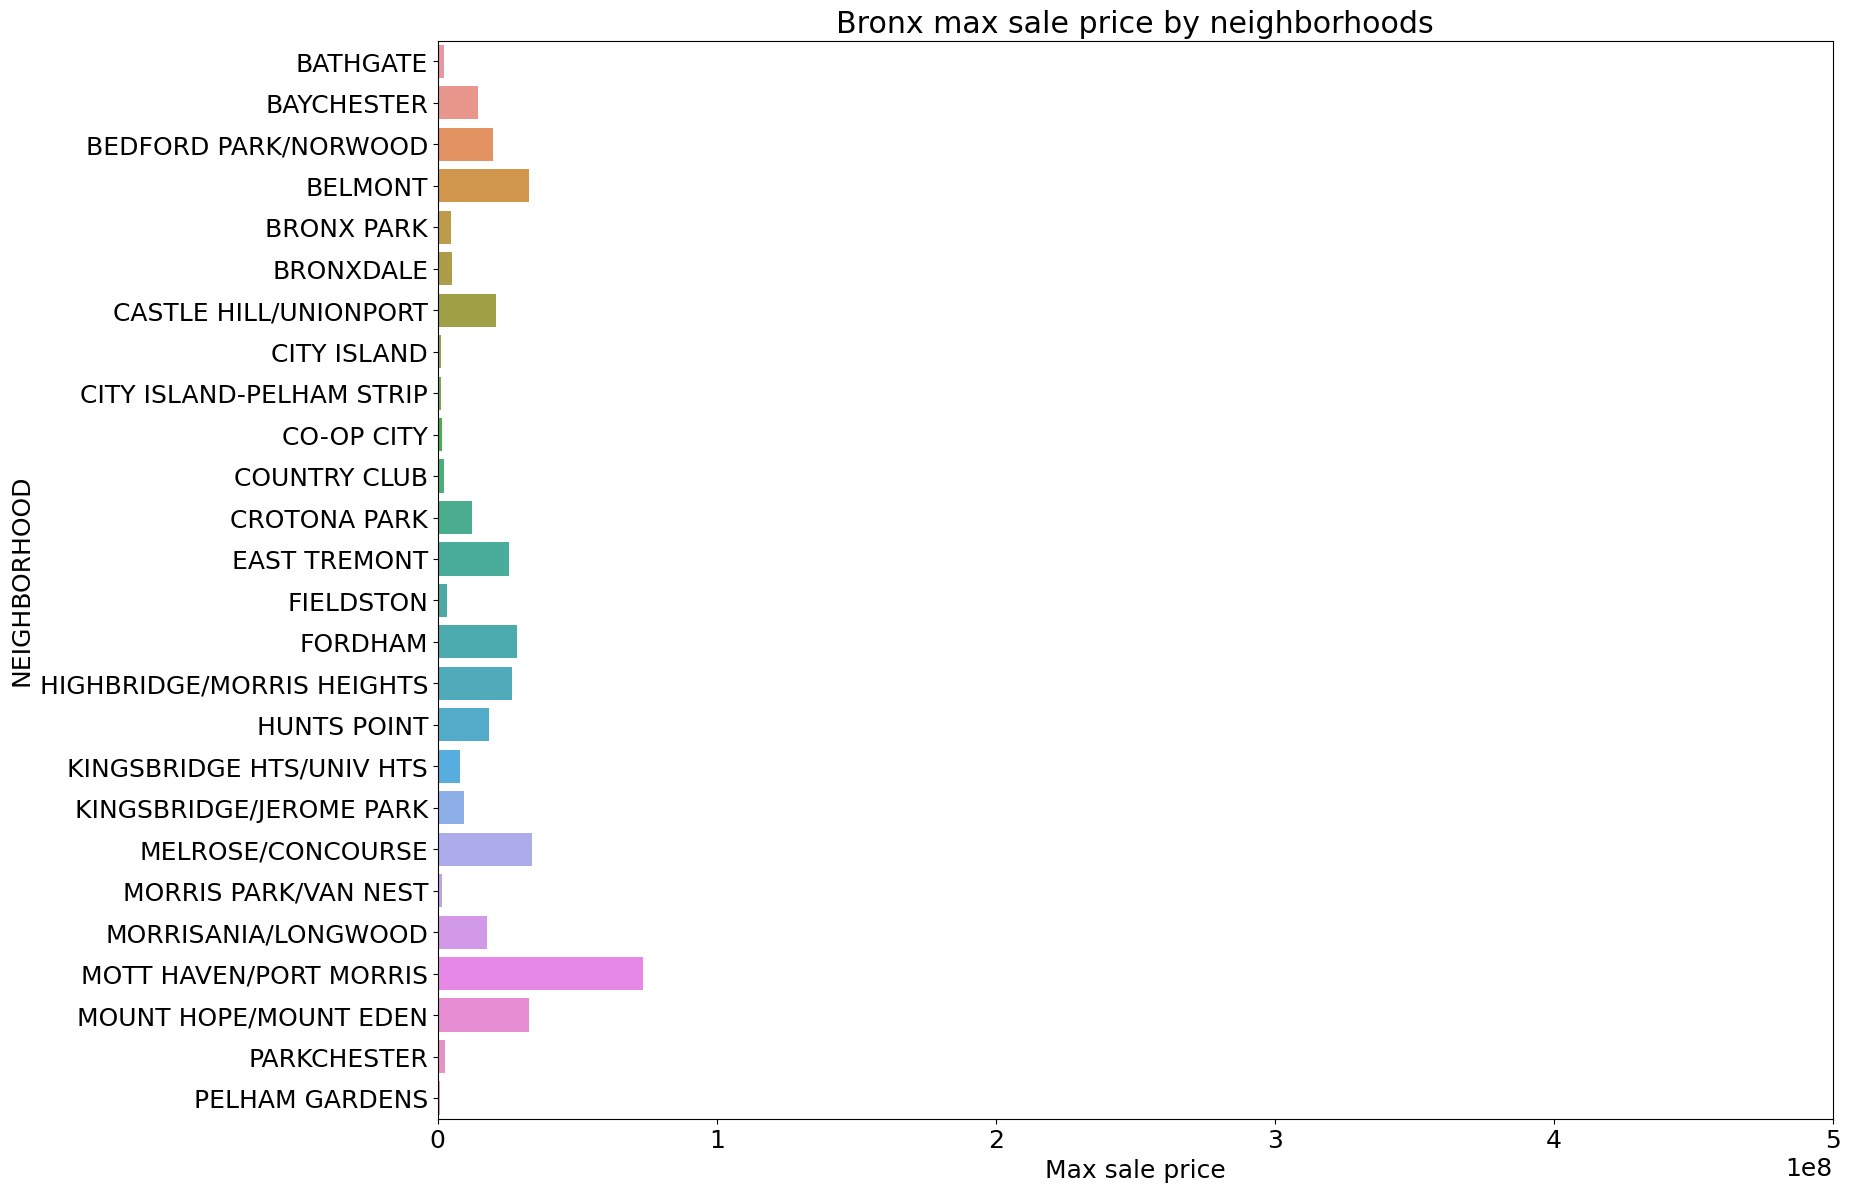 Bronx max sale price by neighborhoods
NEIGHBORHOOD
BATHGATE
BAYCHESTER
BEDFORD PARK/NORWOOD
BELMONT
BRONX PARK
BRONXDALE
CASTLE HILL/UNIONPORT
CITY ISLAND
CITY ISLAND-PELHAM STRIP
CO-OP CITY
COUNTRY CLUB
CROTONA PARK
EAST TREMONT
FIELDSTON
FORDHAM
HIGHBRIDGE/MORRIS HEIGHTS
HUNTS POINT
KINGSBRIDGE HTS/UNIV HTS
KINGSBRIDGE/JEROME PARK
MELROSE/CONCOURSE
MORRIS PARK/VAN NEST
MORRISANIA/LONGWOOD
MOTT HAVEN/PORT MORRIS
MOUNT HOPE/MOUNT EDEN
PARKCHESTER
PELHAM GARDENS
0 1 2 3 4 5
Max sale price
1e8